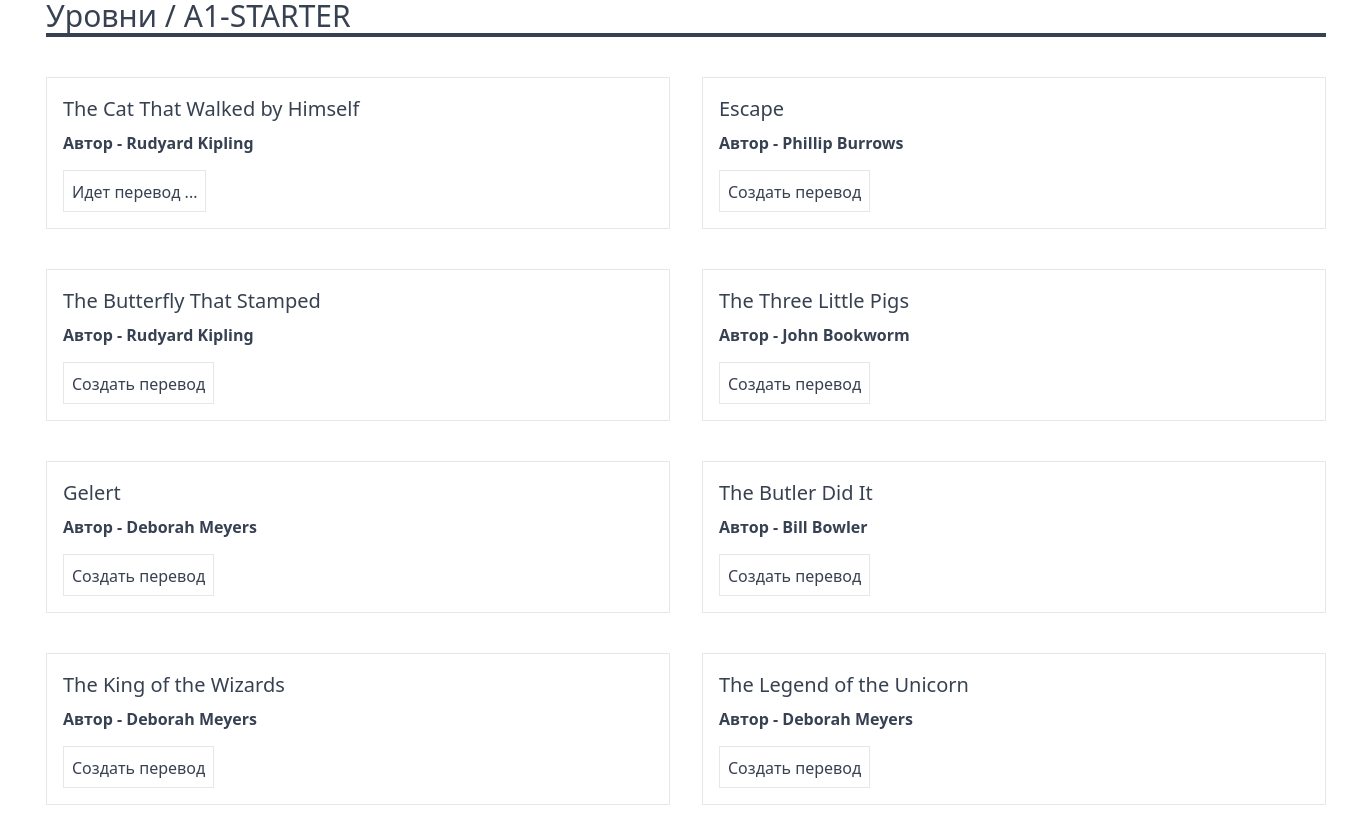 Уровни / A1-STARTER
The Cat That Walked by Himself
Автор - Rudyard Kipling
Идет перевод ...
Escape
Автор - Phillip Burrows
Создать перевод
The Butterfly That Stamped
Автор - Rudyard Kipling
Создать перевод
The Three Little Pigs
Автор - John Bookworm
Создать перевод
Gelert
Автор - Deborah Meyers
Создать перевод
The Butler Did It
Автор - Bill Bowler
Создать перевод
The King of the Wizards
Автор - Deborah Meyers
Создать перевод
The Legend of the Unicorn
Автор - Deborah Meyers
Создать перевод